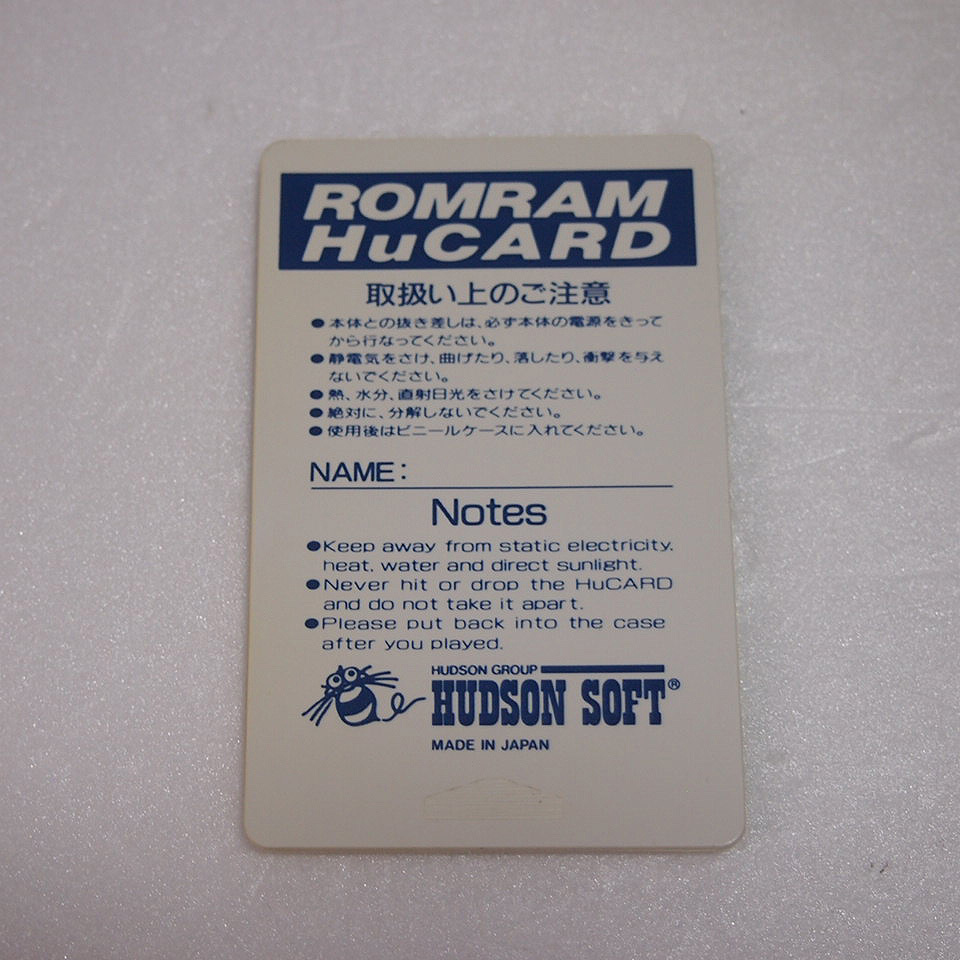 ROMRAM
HuCARD
取扱い上のご注意
●本体との抜き差しは、必ず本体の電源をきって
から行なってください。
●静電気をさけ、曲げたり、落したり、衝撃を与え
ないでください。
●熱、水分、直射日光をさけてください。
●絶対に、分解しないでください。
●使用後はビニールケースに入れてください。
NAME:
Notes
●Keep away from static electricity,
heat, water and direct sunlight.
●Never hit or drop the HuCARD
and do not take it apart.
●Please put back into the case
after you played.
HUDSON GROUP
HUDSON SOFT®
MADE IN JAPAN